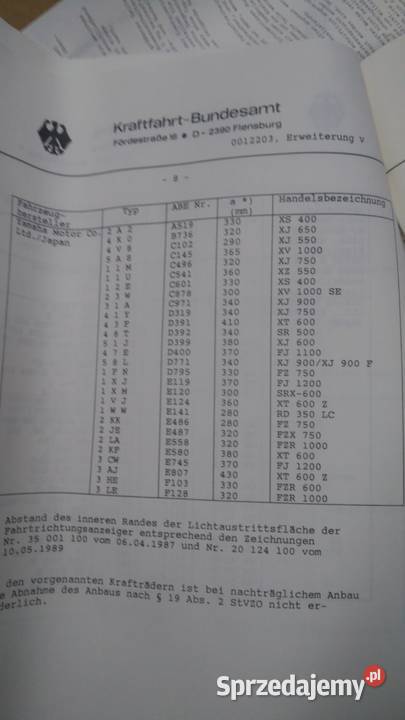 Kraftfahrt-Bundesamt
Fördestraße 16 • D-2390 Flensburg
0012203, Erweiterung v
- 8 -
Fahrzeug-hersteller Typ ABE Nr. a *) (mm) Handelsbezeichnung
Yamaha Motor Co. 2 A 2 A519 330 XS 400
Ltd./Japan 4 K 0 B736 320 XJ 650
4 V 8 C102 290 XJ 550
5 A 8 C145 365 XV 1000
1 1 M C496 320 XJ 750
1 1 U C541 360 XZ 550
1 2 E C601 330 XS 400
2 3 W C878 300 XV 1000 SE
3 1 A C971 340 XJ 900
4 1 Y D319 340 XJ 750
4 3 F D391 410 XT 600
4 8 T D392 340 SR 500
5 1 J D399 380 XJ 600
4 7 E D400 370 FJ 1100
5 8 L D771 340 XJ 900/XJ 900 F
1 F N D795 330 FZ 750
1 X J E119 370 FJ 1200
1 X M E120 300 SRX-600
1 V J E124 360 XT 600 Z
1 W W E141 280 RD 350 LC
2 KK E486 280 FZ 750
2 JE E487 320 FZX 750
2 LA E558 320 FZR 1000
2 KF E580 380 XT 600
3 CW E745 370 FJ 1200
3 AJ E807 430 XT 600 Z
3 HE F103 330 FZR 600
3 LE F128 320 FZR 1000
Abstand des inneren Randes der Lichtaustrittsfläche der
Fahrtrichtungsanzeiger entsprechend den Zeichnungen
Nr. 35 001 100 vom 06.04.1987 und Nr. 20 124 100 vom
10.05.1989
den vorgenannten Krafträdern ist bei nachträglichem Anbau
e Abnahme des Anbaus nach § 19 Abs. 2 StVZO nicht er-
derlich.
Sprzedajemy.pl